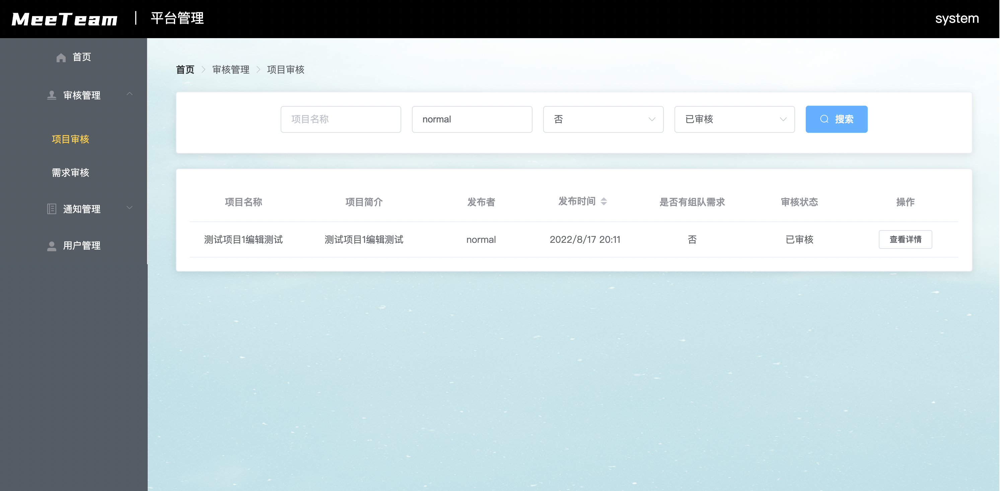 MeeTeam | 平台管理
system
首页
审核管理
项目审核
需求审核
通知管理
用户管理
首页 > 审核管理 > 项目审核
项目名称 normal 否 已审核 搜索
项目名称 项目简介 发布者 发布时间 是否有组队需求 审核状态 操作
测试项目1编辑测试 测试项目1编辑测试 normal 2022/8/17 20:11 否 已审核 查看详情